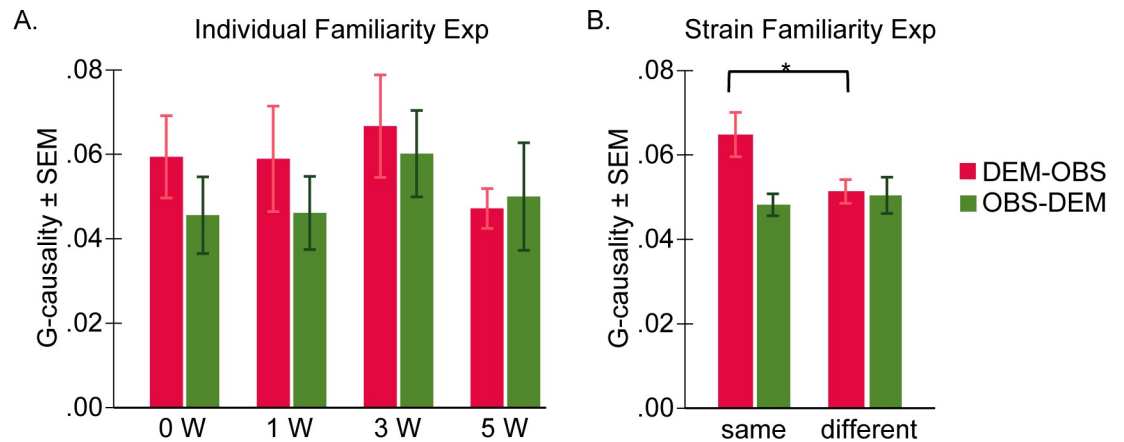 A.
Individual Familiarity Exp
G-causality ± SEM
.08
.06
.04
.02
.00
0 W 1 W 3 W 5 W
B.
Strain Familiarity Exp
G-causality ± SEM
.08
.06
.04
.02
.00
*
same different
DEM-OBS
OBS-DEM